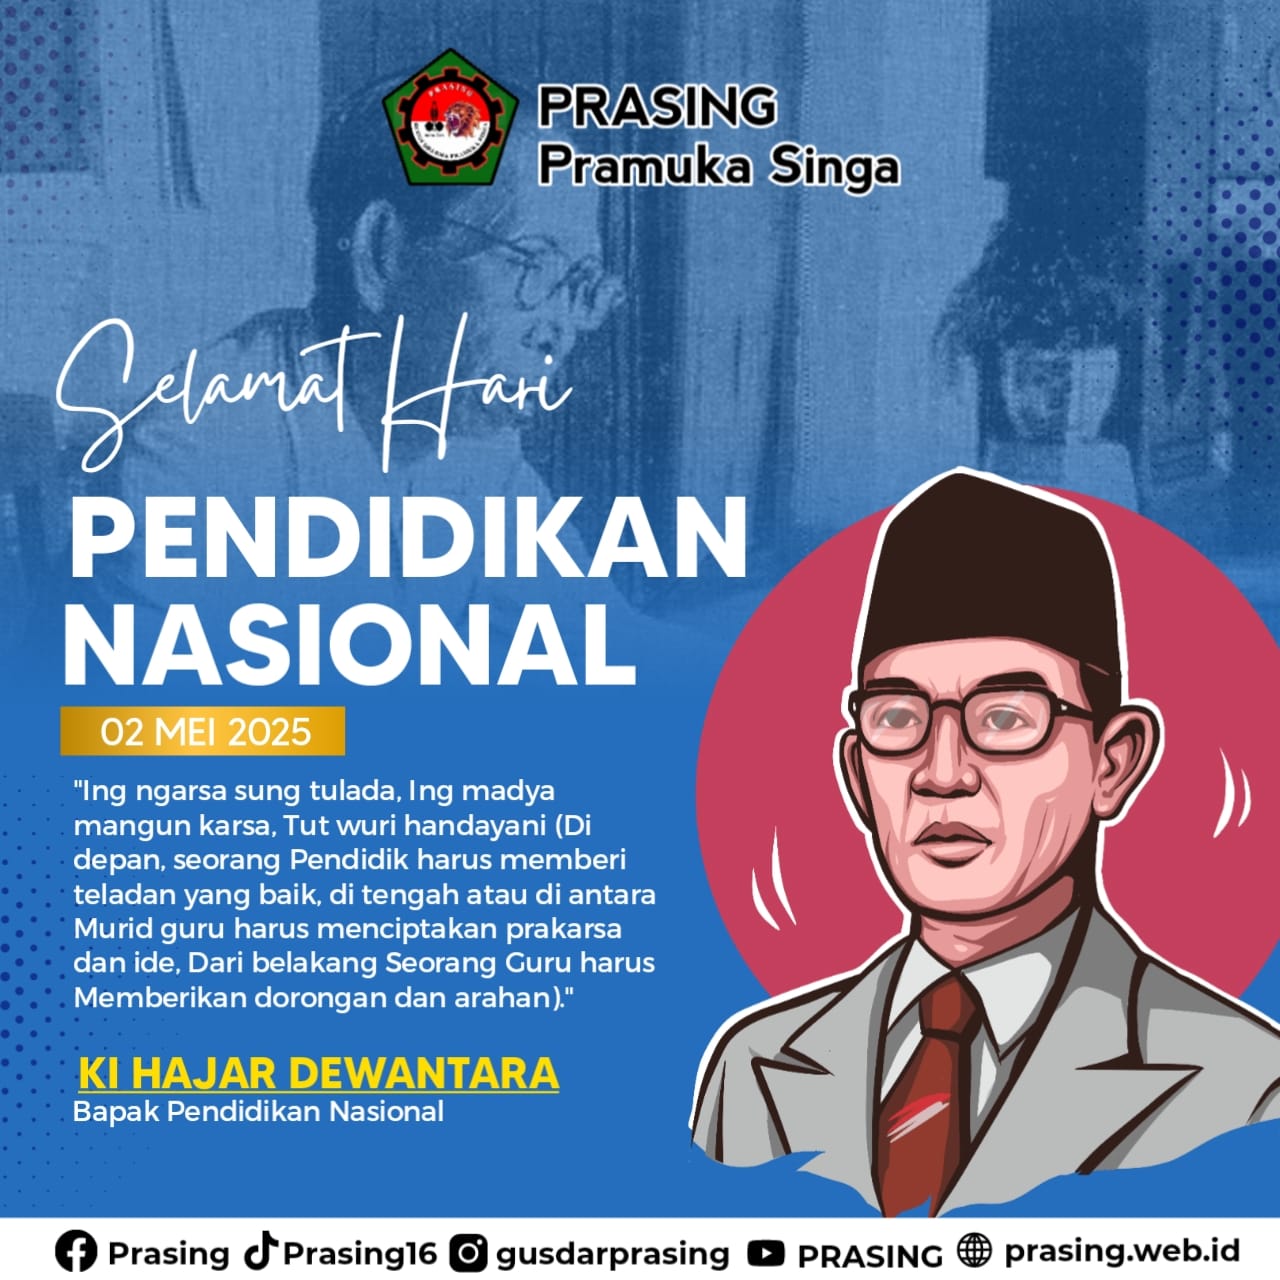 PRASING
PRASING
Pramuka Singa
Selamat Hari
PENDIDIKAN
NASIONAL
02 MEI 2025
"Ing ngarsa sung tulada, Ing madya
mangun karsa, Tut wuri handayani (Di
depan, seorang Pendidik harus memberi
teladan yang baik, di tengah atau di antara
Murid guru harus menciptakan prakarsa
dan ide, Dari belakang Seorang Guru harus
Memberikan dorongan dan arahan)."
KI HAJAR DEWANTARA
Bapak Pendidikan Nasional
Prasing Prasing16 gusdarprasing PRASING prasing.web.id